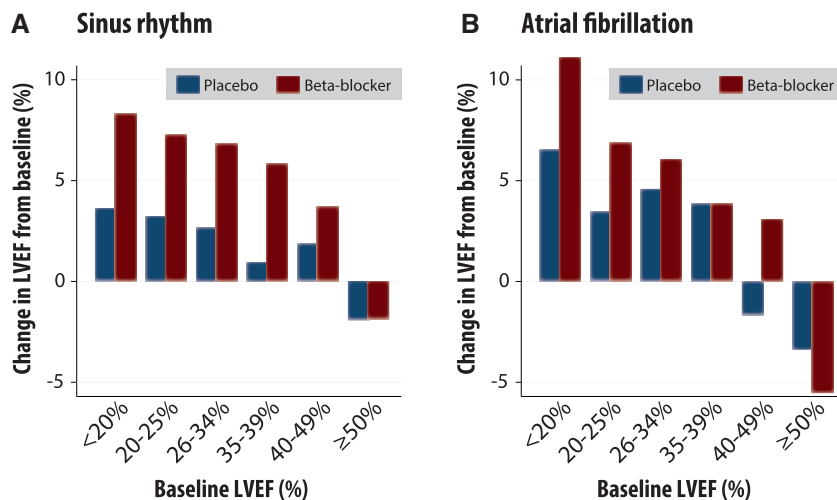 A Sinus rhythm
Placebo Beta-blocker
Change in LVEF from baseline (%)
10
5
0
-5
<20% 20-25% 26-34% 35-39% 40-49% ≥50%
Baseline LVEF (%)
B Atrial fibrillation
Placebo Beta-blocker
Change in LVEF from baseline (%)
10
5
0
-5
<20% 20-25% 26-34% 35-39% 40-49% ≥50%
Baseline LVEF (%)